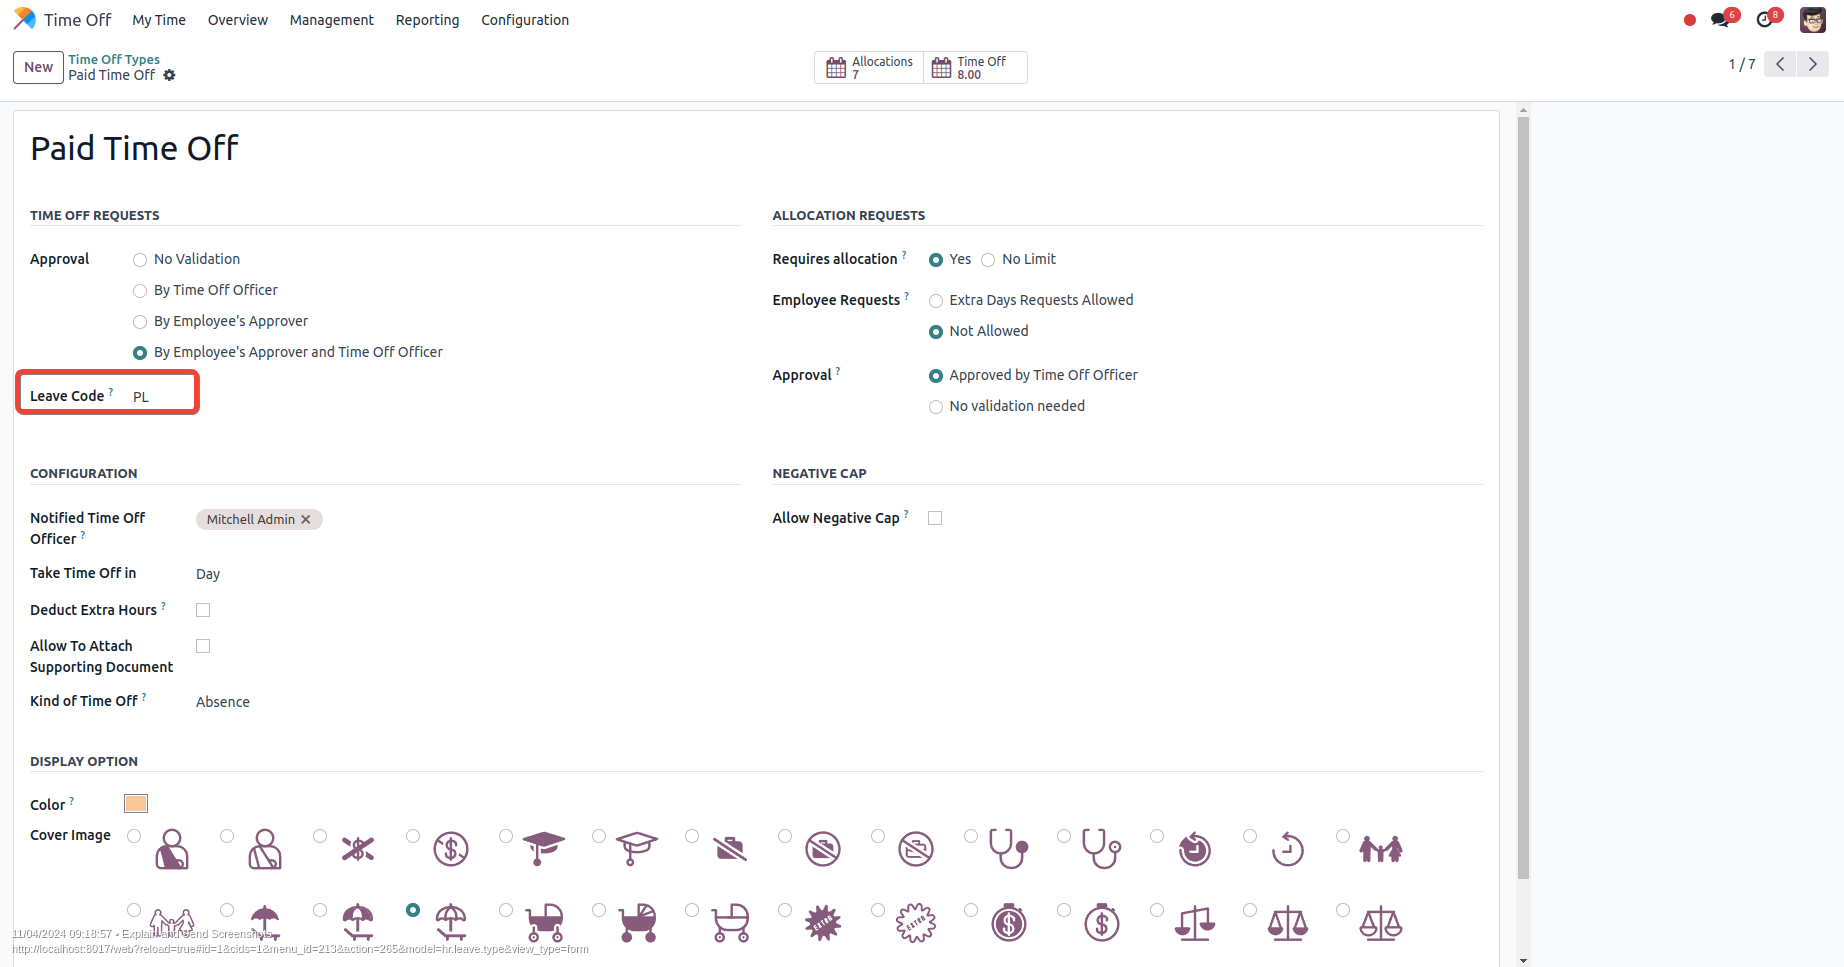 Time Off My Time Overview Management Reporting Configuration 6 8
New Time Off Types
Paid Time Off
Allocations
7
Time Off
8.00
1 / 7
Paid Time Off
TIME OFF REQUESTS
Approval No Validation
By Time Off Officer
By Employee's Approver
By Employee's Approver and Time Off Officer
Leave Code ? PL
ALLOCATION REQUESTS
Requires allocation ? Yes No Limit
Employee Requests ? Extra Days Requests Allowed
Not Allowed
Approval ? Approved by Time Off Officer
No validation needed
CONFIGURATION
Notified Time Off
Officer ? Mitchell Admin ×
Take Time Off in Day
Deduct Extra Hours ?
Allow To Attach
Supporting Document
Kind of Time Off ? Absence
NEGATIVE CAP
Allow Negative Cap ?
DISPLAY OPTION
Color ?
Cover Image
EXTRA EXTRA
11/04/2024 09:18:57 • Explain and Send Screenshots
http://localhost:8017/web?reload=true#id=1&cids=1&menu_id=213&action=265&model=hr.leave.type&view_type=form